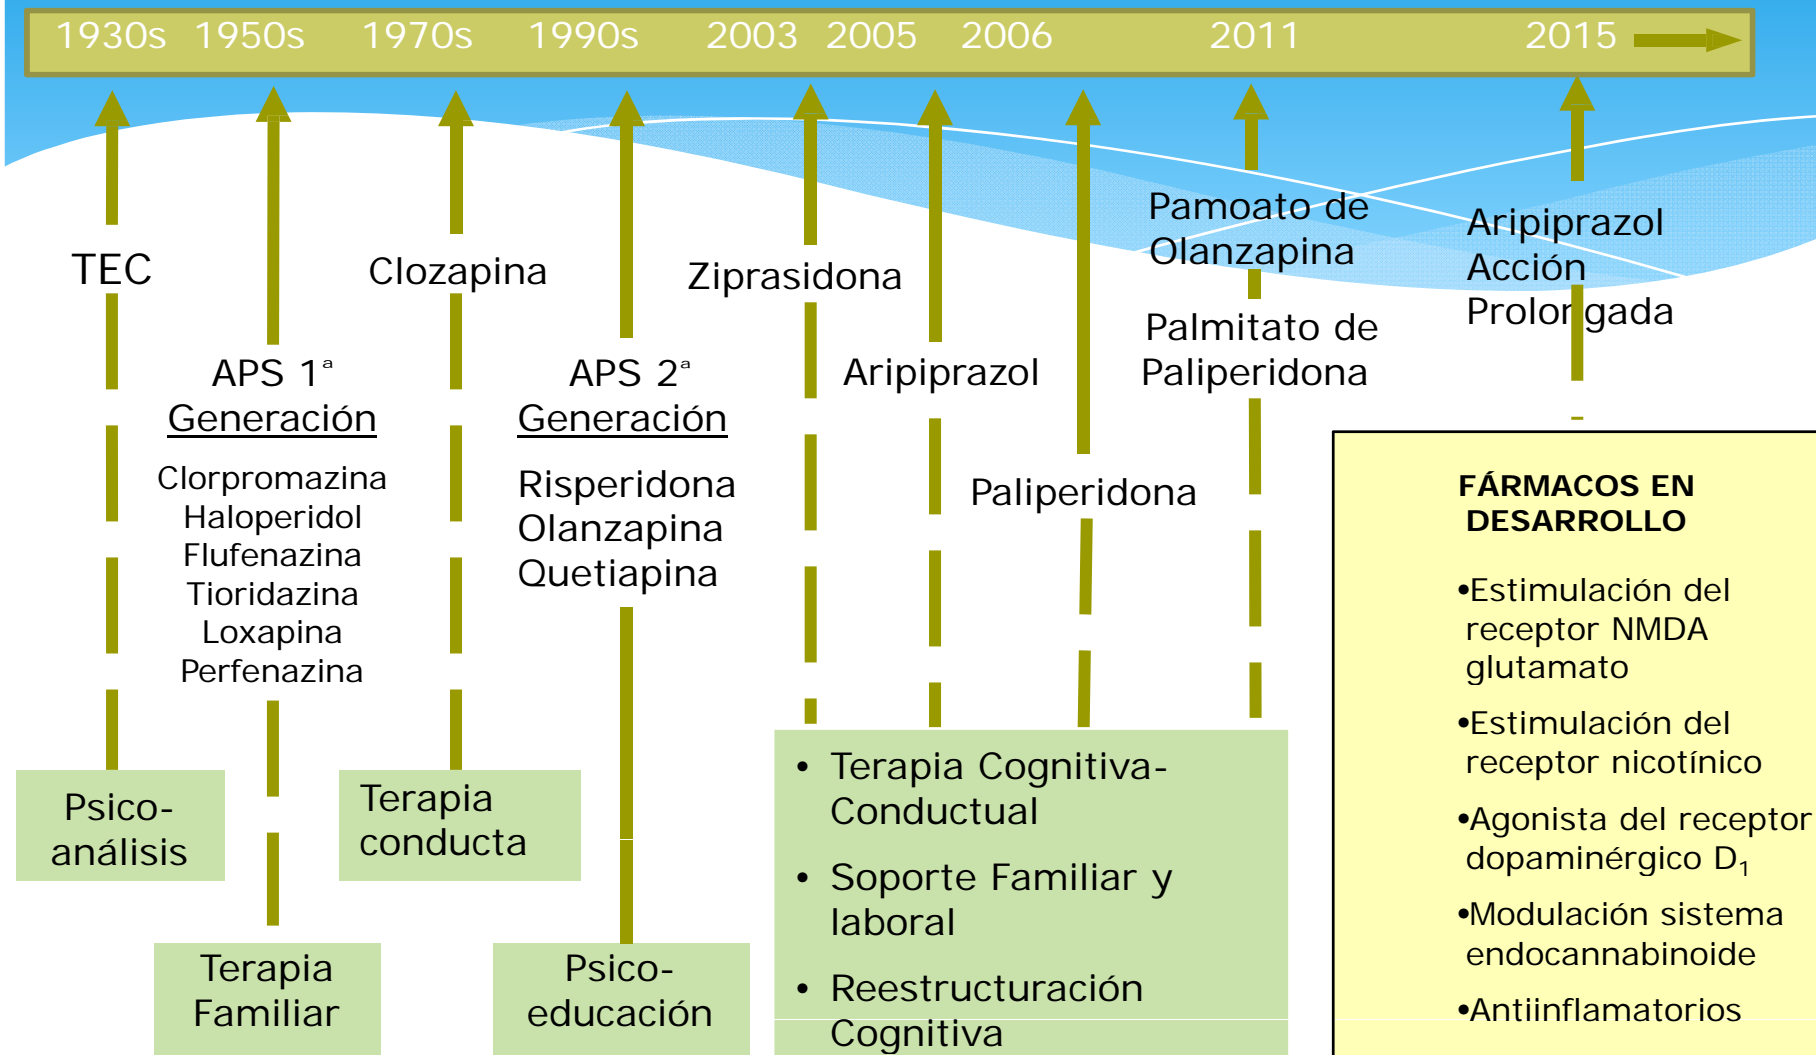 1930s 1950s 1970s 1990s 2003 2005 2006 2011 2015
TEC
Psico-
análisis
APS 1ª
Generación
Clorpromazina
Haloperidol
Flufenazina
Tioridazina
Loxapina
Perfenazina
Terapia
Familiar
Clozapina
Terapia
conducta
APS 2ª
Generación
Risperidona
Olanzapina
Quetiapina
Psico-
educación
Ziprasidona
Aripiprazol
Paliperidona
Pamoato de
Olanzapina
Palmitato de
Paliperidona
• Terapia Cognitiva-
Conductual
• Soporte Familiar y
laboral
• Reestructuración
Cognitiva
Aripiprazol
Acción
Prolongada
FÁRMACOS EN
DESARROLLO
•Estimulación del
receptor NMDA
glutamato
•Estimulación del
receptor nicotínico
•Agonista del receptor
dopaminérgico D₁
•Modulación sistema
endocannabinoide
•Antiinflamatorios